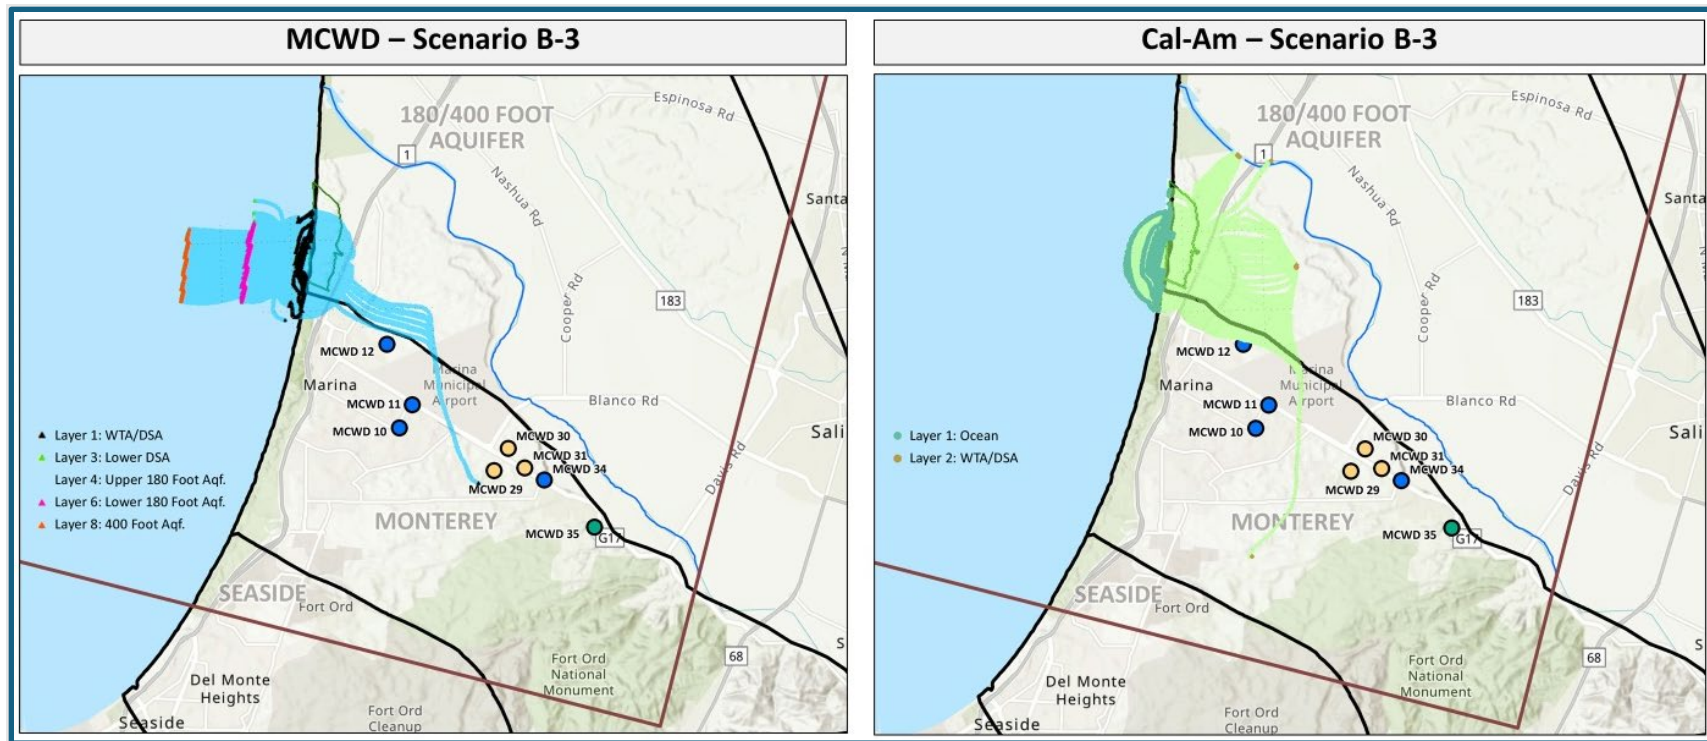 MCWD – Scenario B-3
180/400 FOOT
AQUIFER
Espinosa Rd
1
Nashua Rd
Santa
Cooper Rd
183
MCWD 12
Marina
Marina
Municipal
Airport
MCWD 11
Blanco Rd
MCWD 10
MCWD 30
Sali
MCWD 31
MCWD 34
MCWD 29
Davis Rd
Layer 1: WTA/DSA
Layer 3: Lower DSA
Layer 4: Upper 180 Foot Aqf.
Layer 6: Lower 180 Foot Aqf.
Layer 8: 400 Foot Aqf.
MONTEREY
MCWD 35
G17
SEASIDE
Fort Ord
S
68
Fort Ord
National
Monument
Del Monte
Heights
Fort Ord
Cleanup
Seaside
Cal-Am – Scenario B-3
180/400 FOOT
AQUIFER
Espinosa Rd
1
Nashua Rd
Santa
Cooper Rd
183
MCWD 12
Marina
Marina
Municipal
Airport
MCWD 11
Blanco Rd
MCWD 10
MCWD 30
Sali
MCWD 31
MCWD 34
MCWD 29
Davis Rd
Layer 1: Ocean
Layer 2: WTA/DSA
MONTEREY
MCWD 35
G17
SEASIDE
Fort Ord
S
68
Fort Ord
National
Monument
Del Monte
Heights
Fort Ord
Cleanup
Seaside